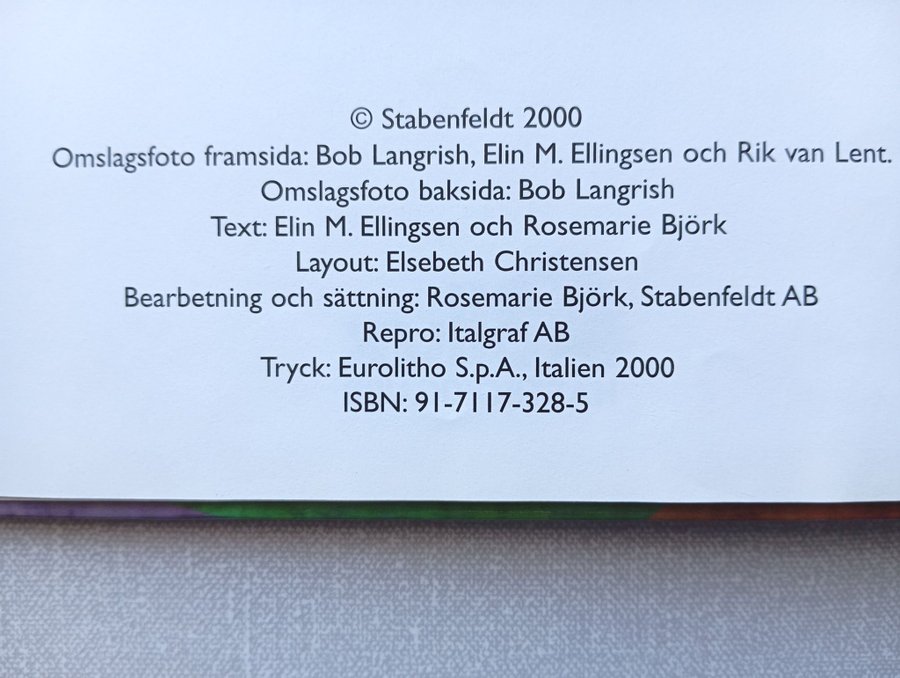 © Stabenfeldt 2000
Omslagsfoto framsida: Bob Langrish, Elin M. Ellingsen och Rik van Lent.
Omslagsfoto baksida: Bob Langrish
Text: Elin M. Ellingsen och Rosemarie Björk
Layout: Elsebeth Christensen
Bearbetning och sättning: Rosemarie Björk, Stabenfeldt AB
Repro: Italgraf AB
Tryck: Eurolitho S.p.A., Italien 2000
ISBN: 91-7117-328-5